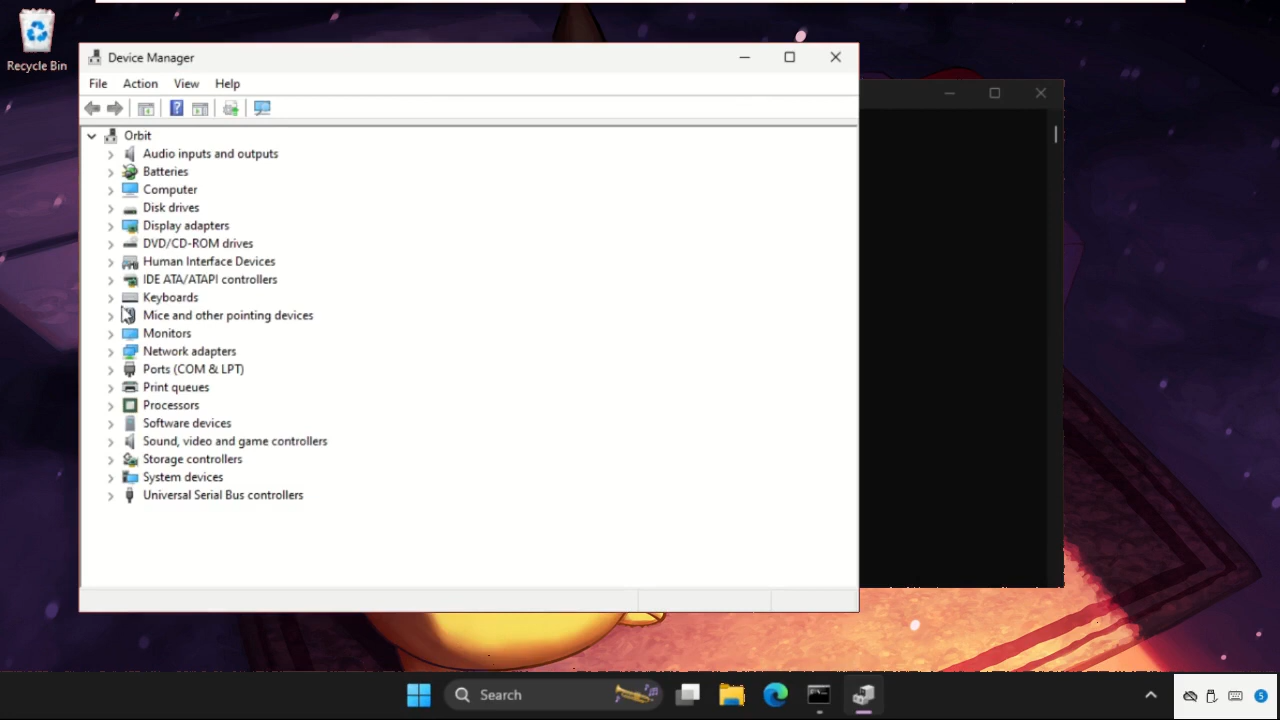 Recycle Bin
Device Manager
File Action View Help
Orbit
Audio inputs and outputs
Batteries
Computer
Disk drives
Display adapters
DVD/CD-ROM drives
Human Interface Devices
IDE ATA/ATAPI controllers
Keyboards
Mice and other pointing devices
Monitors
Network adapters
Ports (COM & LPT)
Print queues
Processors
Software devices
Sound, video and game controllers
Storage controllers
System devices
Universal Serial Bus controllers
Search
5